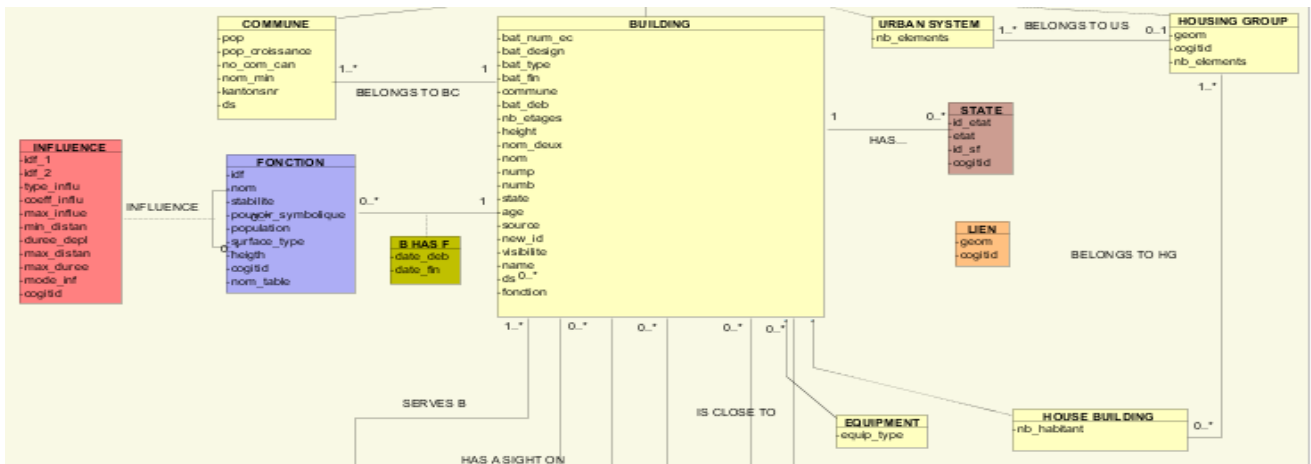 COMMUNE
pop
pop_croissance
no_com_can
nom_min
kantonsnr
ds
1..*
1
BELONGS TO BC
BUILDING
bat_num_ec
bat_design
bat_type
bat_fin
commune
bat_deb
nb_etages
height
nom_deux
nom
nump
numb
state
age
source
new_id
visibilite
name
ds
0..*
fonction
URBAN SYSTEM
nb_elements
1..*
BELONGS TO US
0..1
HOUSING GROUP
geom
cogitid
nb_elements
1..*
1
0..*
HAS...
STATE
id_etat
etat
id_sf
cogitid
INFLUENCE
idf_1
idf_2
type_influ
coeff_influ
max_influe
min_distan
duree_depl
max_distan
max_duree
mode_inf
cogitid
INFLUENCE
FONCTION
idf
nom
stabilite
pouvoir_symbolique
population
surface_type
heigth
cogitid
nom_table
0..*
1
B HAS F
date_deb
date_fin
LIEN
geom
cogitid
BELONGS TO HG
1..*
0..*
0..*
0..*
0..*
*
SERVES B
HAS A SIGHT ON
IS CLOSE TO
EQUIPMENT
equip_type
HOUSE BUILDING
nb_habitant
0..*